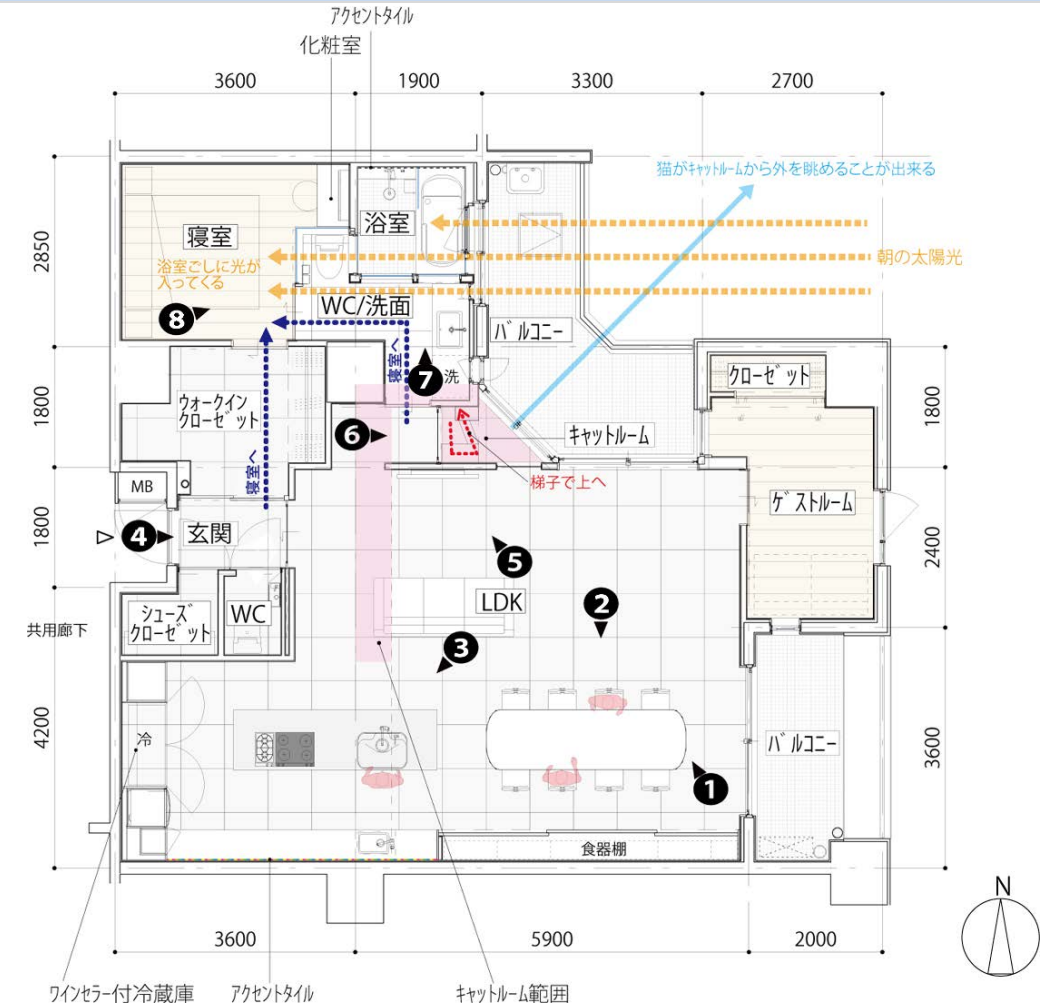 アクセントタイル
化粧室
3600
1900
3300
2700
猫がキャットルームから外を眺めることが出来る
浴室
寝室
2850
浴室ごしに光が
入ってくる
朝の太陽光
WC/洗面
8
バルコニー
寝室へ
7
洗
クローゼット
1800
1800
ウォークイン
クローゼット
6
キャットルーム
梯子で上へ
寝室へ
MB
ゲストルーム
1800
4
玄関
2400
5
LDK
2
シューズ
クローゼット
WC
共用廊下
3
4200
冷
バルコニー
3600
1
食器棚
N
3600
5900
2000
ワインセラー付冷蔵庫
アクセントタイル
キャットルーム範囲